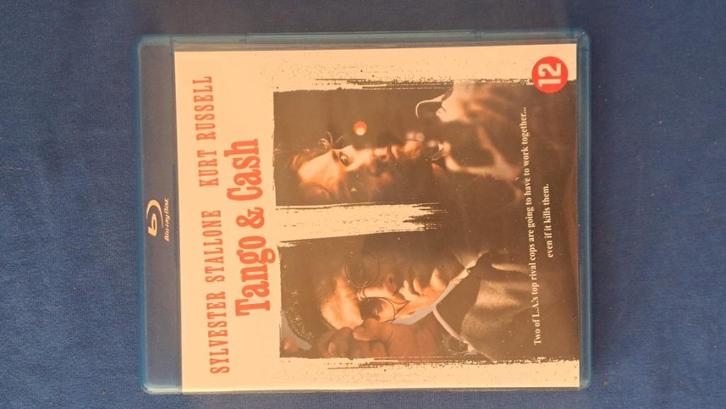 Blu-ray Disc
SYLVESTER STALLONE KURT RUSSELL
Tango & Cash
12
Two of L.A.'s top rival cops are going to have to work together...
even if it kills them.